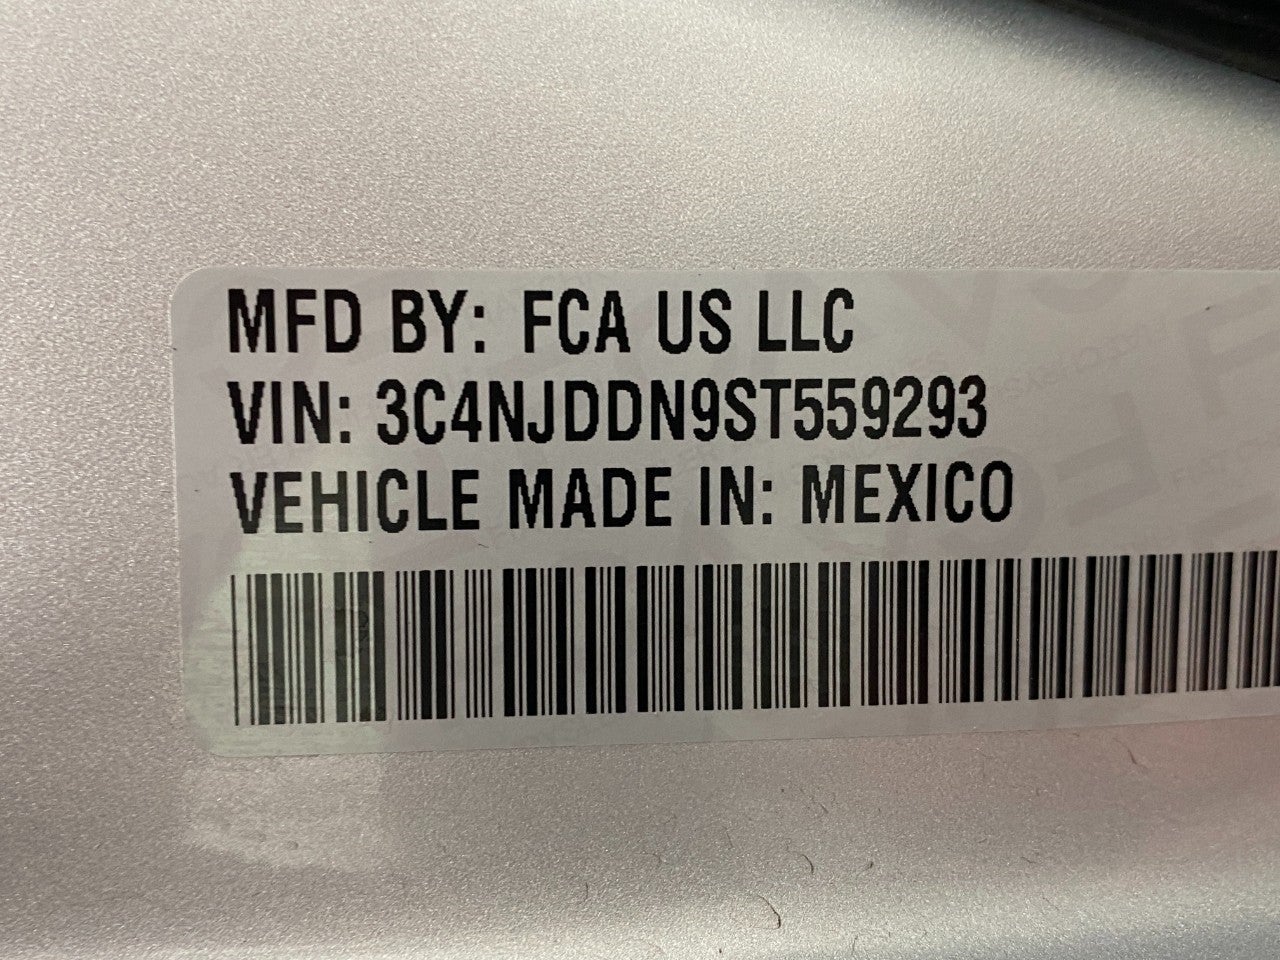 MFD BY: FCA US LLC
VIN: 3C4NJDDN9ST559293
VEHICLE MADE IN: MEXICO